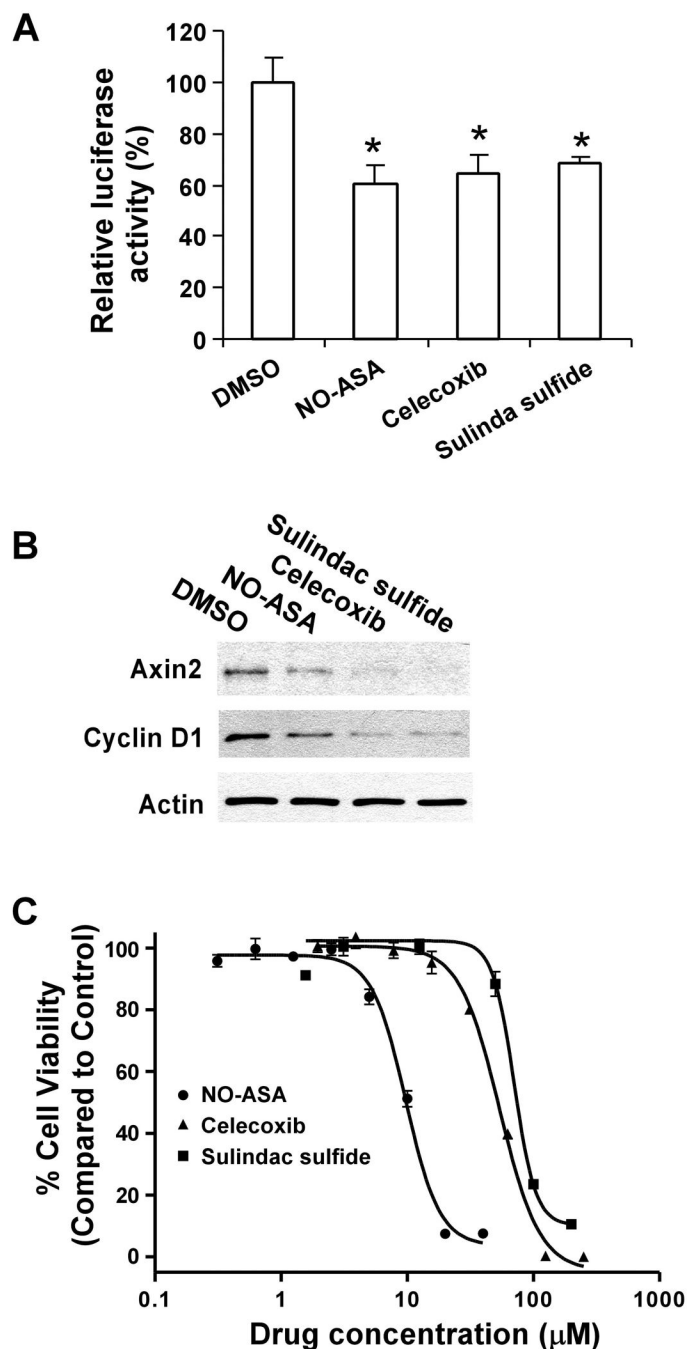 A
Relative luciferase
activity (%)
120
100
80
60
40
20
0
*
*
*
DMSO
NO-ASA
Celecoxib
Sulinda sulfide
B
DMSO
NO-ASA
Celecoxib
Sulindac sulfide
Axin2
Cyclin D1
Actin
C
% Cell Viability
(Compared to Control)
100
80
60
40
20
0
NO-ASA
Celecoxib
Sulindac sulfide
0.1
1
10
100
1000
Drug concentration (μM)